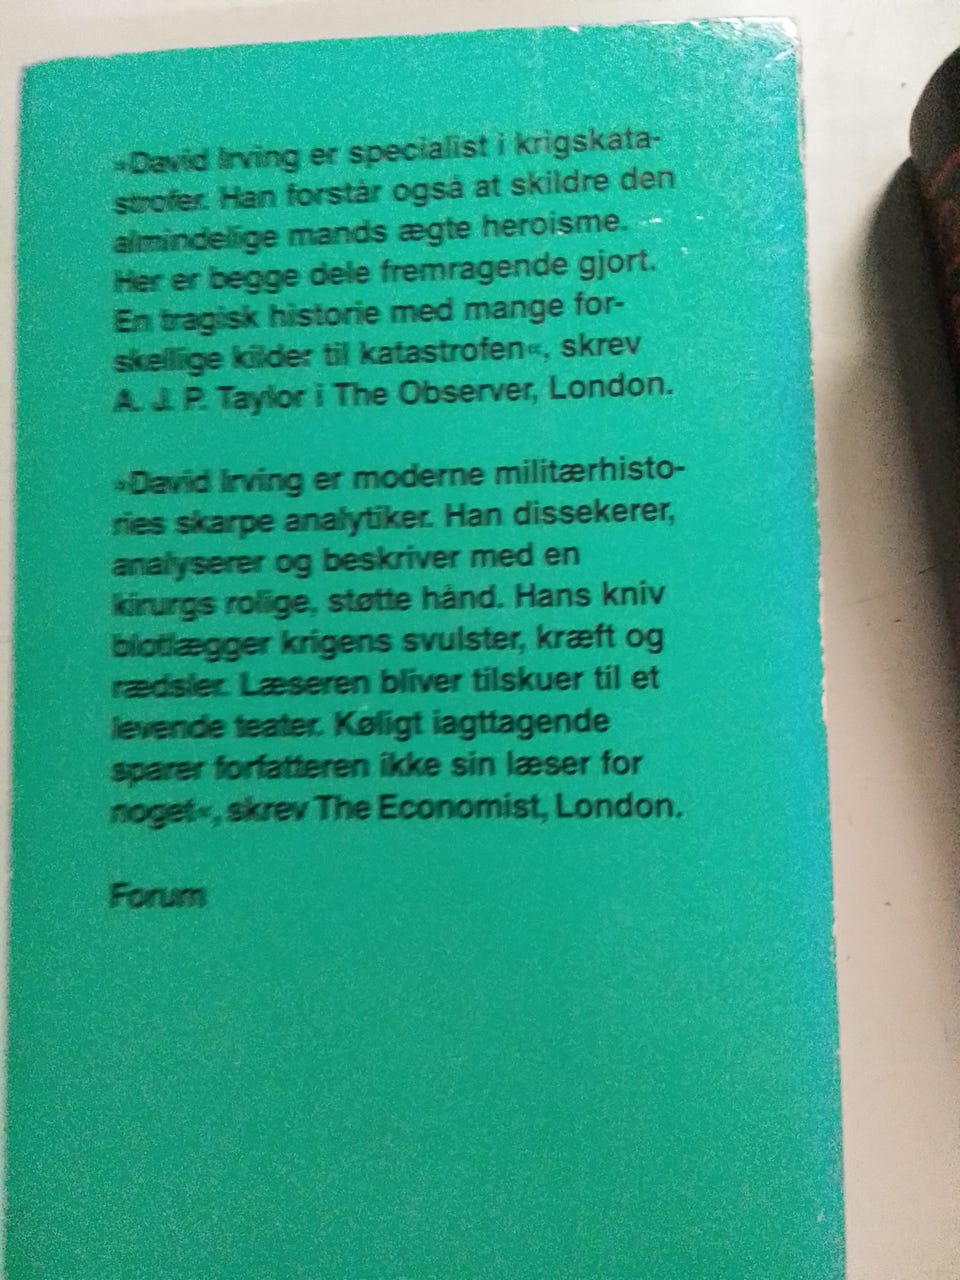 »David Irving er specialist i krigskata-
strofer. Han forstår også at skildre den
almindelige mands ægte heroisme.
Her er begge dele fremragende gjort.
En tragisk historie med mange for-
skellige kilder til katastrofen«, skrev
A. J. P. Taylor i The Observer, London.
»David Irving er moderne militærhisto-
ries skarpe analytiker. Han dissekerer,
analyserer og beskriver med en
kirurgs rolige, støtte hånd. Hans kniv
blotlægger krigens svulster, kræft og
rædsler. Læseren bliver tilskuer til et
levende teater. Køligt iagttagende
sparer forfatteren ikke sin læser for
noget«, skrev The Economist, London.
Forum